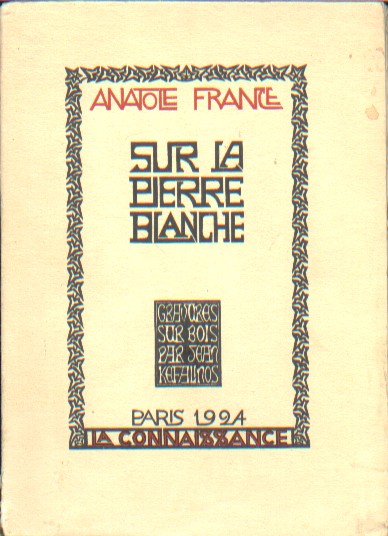 ANATOLE FRANCE
SUR LA
PIERRE
BLANCHE
GRAVURES
SUR BOIS
PAR JEAN
KEFALINOS
PARIS 1924
LA CONNAISSANCE